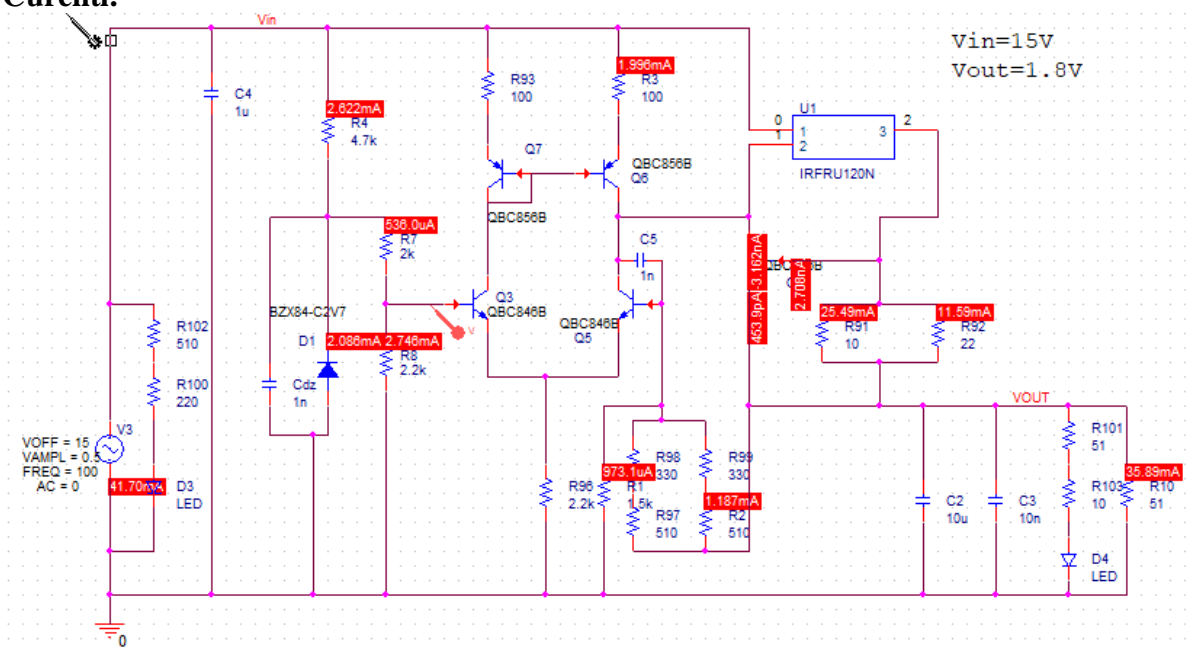 Curenti:
Vin
Vin=15V
Vout=1.8V
C4
1u
2.622mA
R4
4.7k
R93
100
1.996mA
R3
100
U1
0
1
1
2
3
2
IRFRU120N
Q7
QBC856B
QBC856B
Q6
536.0uA
R7
2k
C5
1n
BZX84-C2V7
D1
2.086mA
2.746mA
R8
2.2k
Cdz
1n
Q3
QBC846B
V
QBC846B
Q5
453.9pA
-3.162nA
2.708nA
25.49mA
R91
10
11.59mA
R92
22
R102
510
R100
220
V3
VOFF = 15
VAMPL = 0.5
FREQ = 100
AC = 0
41.70mA
D3
LED
R96
2.2k
973.1uA
R1
1.5k
R98
330
R97
510
R99
330
1.187mA
R2
510
VOUT
C2
10u
C3
10n
R101
51
R103
10
35.89mA
R10
51
D4
LED
0